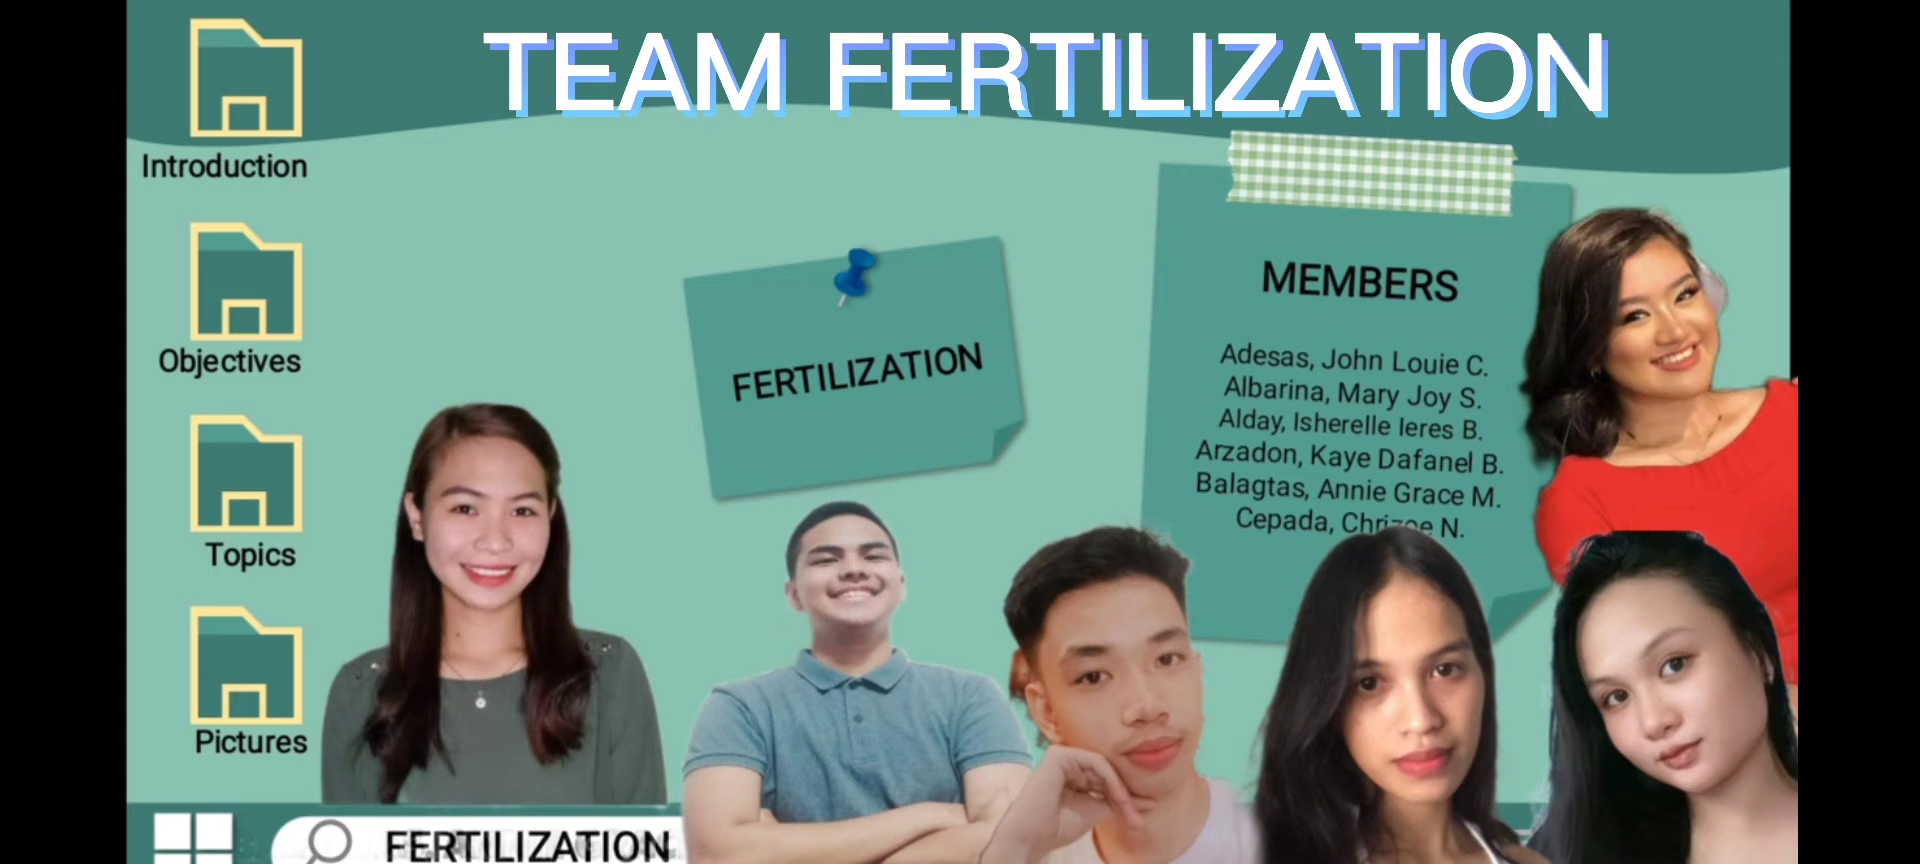 TEAM FERTILIZATION
Introduction
Objectives
Topics
Pictures
FERTILIZATION
MEMBERS
Adesas, John Louie C.
Albarina, Mary Joy S.
Alday, Isherelle Ieres B.
Arzadon, Kaye Dafanel B.
Balagtas, Annie Grace M.
Cepada, N.
FERTILIZATION